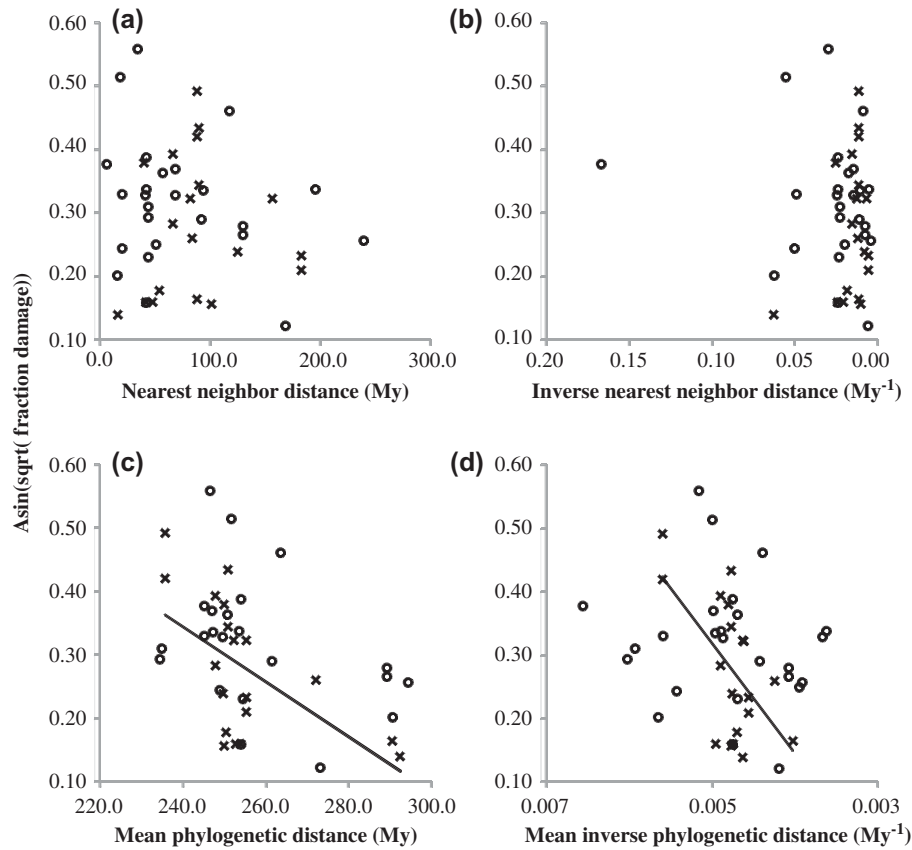 Asin(sqrt( fraction damage))
(a)
0.60
0.50
0.40
0.30
0.20
0.10
0.0 100.0 200.0 300.0
Nearest neighbor distance (My)
(b)
0.60
0.50
0.40
0.30
0.20
0.10
0.20 0.15 0.10 0.05 0.00
Inverse nearest neighbor distance (My-1)
(c)
0.60
0.50
0.40
0.30
0.20
0.10
220.0 240.0 260.0 280.0 300.0
Mean phylogenetic distance (My)
(d)
0.60
0.50
0.40
0.30
0.20
0.10
0.007 0.005 0.003
Mean inverse phylogenetic distance (My-1)